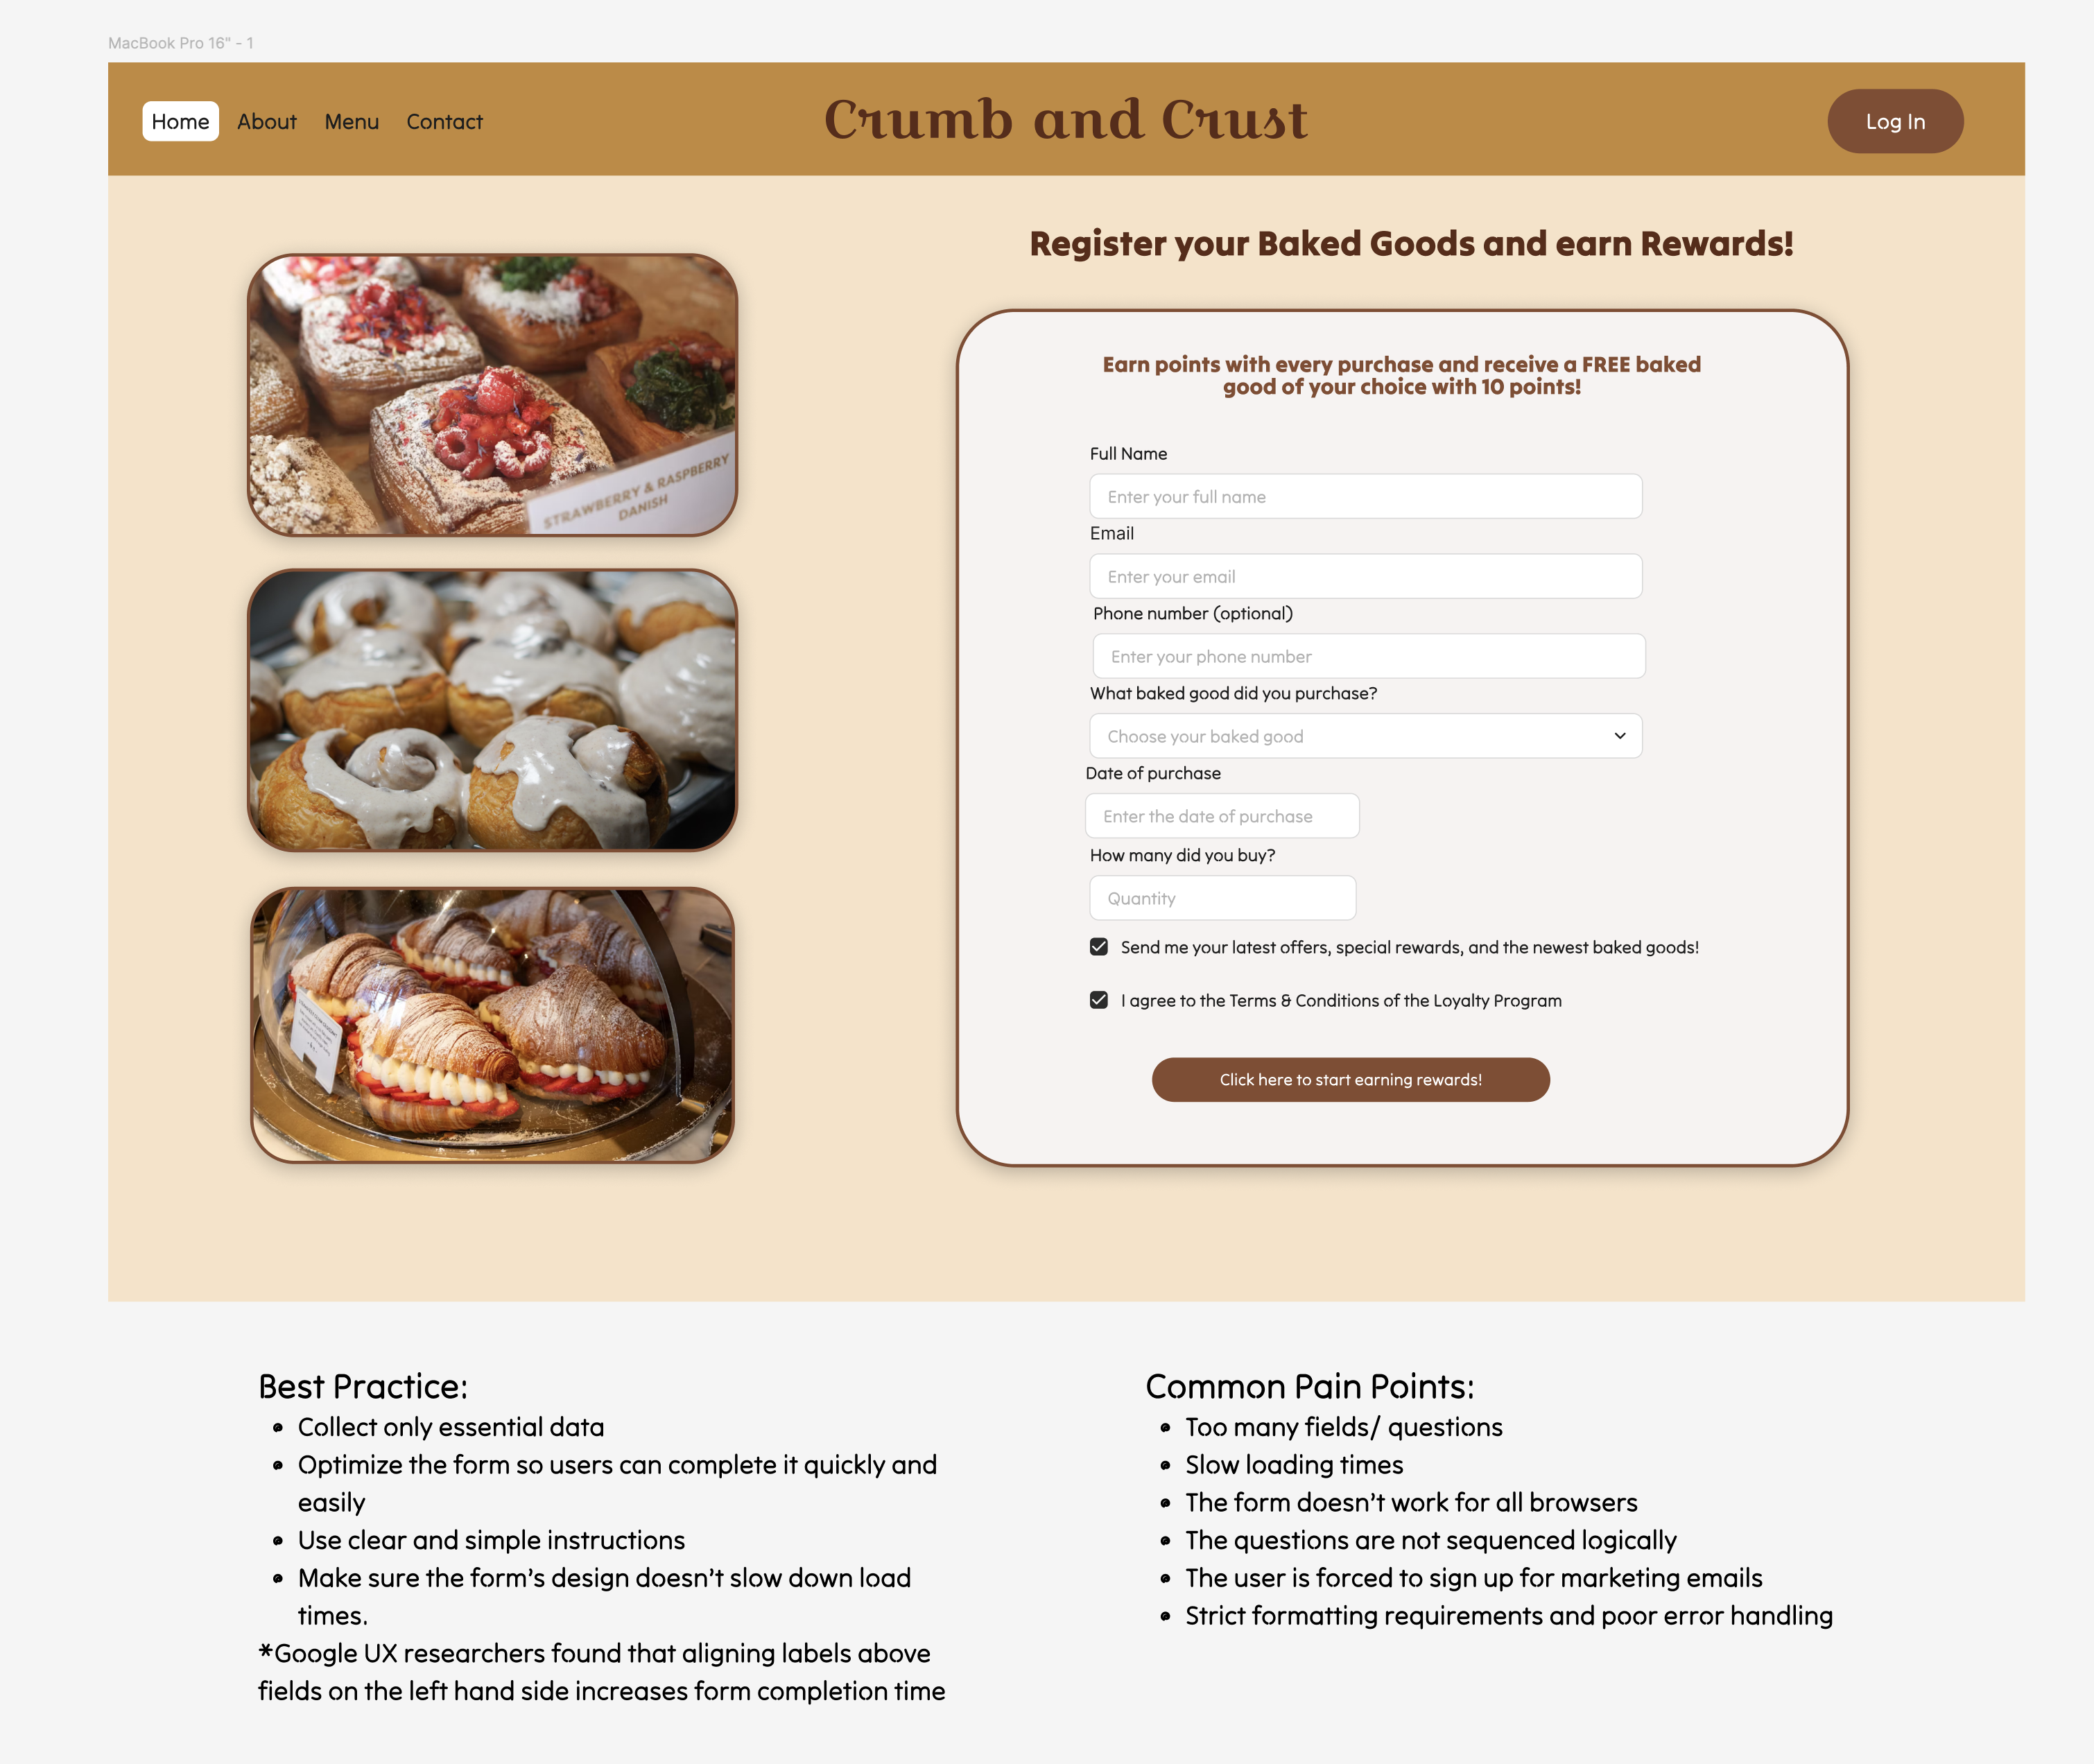 MacBook Pro 16" - 1
Home
About
Menu
Contact
Crumb and Crust
Log In
Register your Baked Goods and earn Rewards!
STRAWBERRY & RASPBERRY
DANISH
Earn points with every purchase and receive a FREE baked
good of your choice with 10 points!
Full Name
Enter your full name
Email
Enter your email
Phone number (optional)
Enter your phone number
What baked good did you purchase?
Choose your baked good
Date of purchase
Enter the date of purchase
How many did you buy?
Quantity
Send me your latest offers, special rewards, and the newest baked goods!
I agree to the Terms & Conditions of the Loyalty Program
Click here to start earning rewards!
Best Practice:
Collect only essential data
Optimize the form so users can complete it quickly and
easily
Use clear and simple instructions
Make sure the form's design doesn't slow down load
times.
*Google UX researchers found that aligning labels above
fields on the left hand side increases form completion time
Common Pain Points:
Too many fields/ questions
Slow loading times
The form doesn't work for all browsers
The questions are not sequenced logically
The user is forced to sign up for marketing emails
Strict formatting requirements and poor error handling